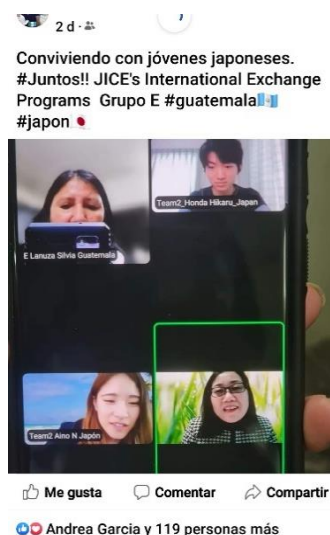 2 d ·
Conviviendo con jóvenes japoneses.
#Juntos!! JICE's International Exchange
Programs Grupo E #guatemala🇬🇹
#japon🇯🇵
Team2_Honda Hikaru_Japan
E Lanuza Silvia Guatemala
Team2 Aino N Japón
Me gusta
Comentar
Compartir
Andrea Garcia y 119 personas más